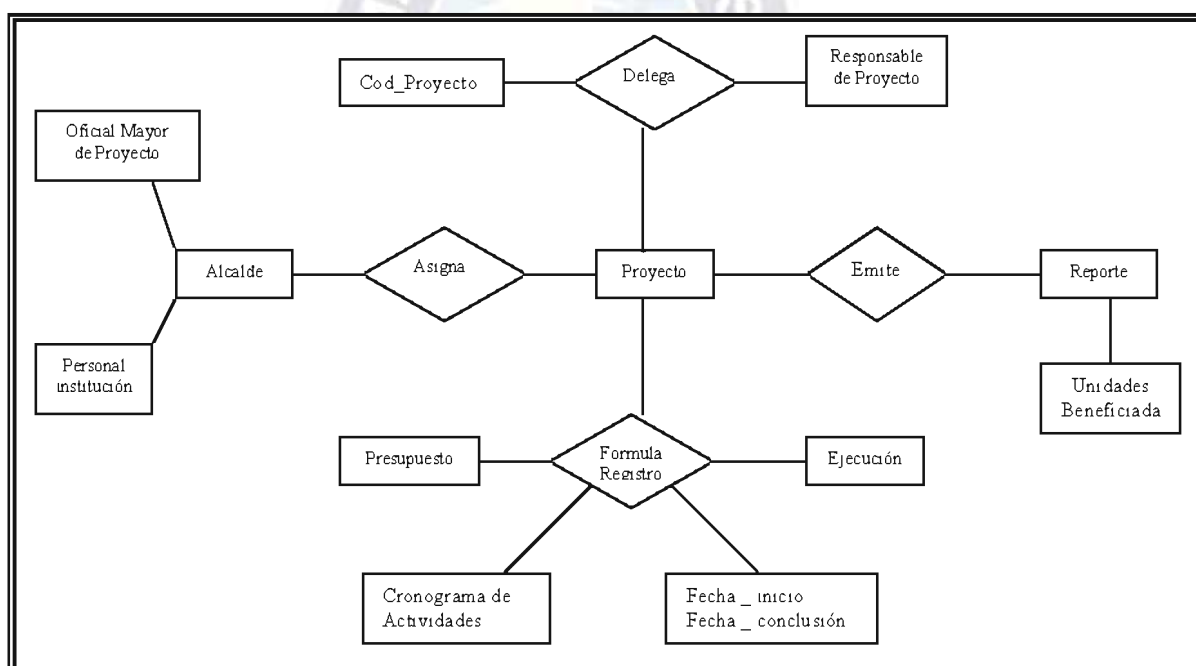 Cod_Proyecto
Delega
Responsable
de Proyecto
Oficial Mayor
de Proyecto
Alcalde
Asigna
Proyecto
Emite
Reporte
Personal
institución
Unidades
Beneficiada
Presupuesto
Formula
Registro
Ejecución
Cronograma de
Actividades
Fecha _ inicio
Fecha _ conclusión